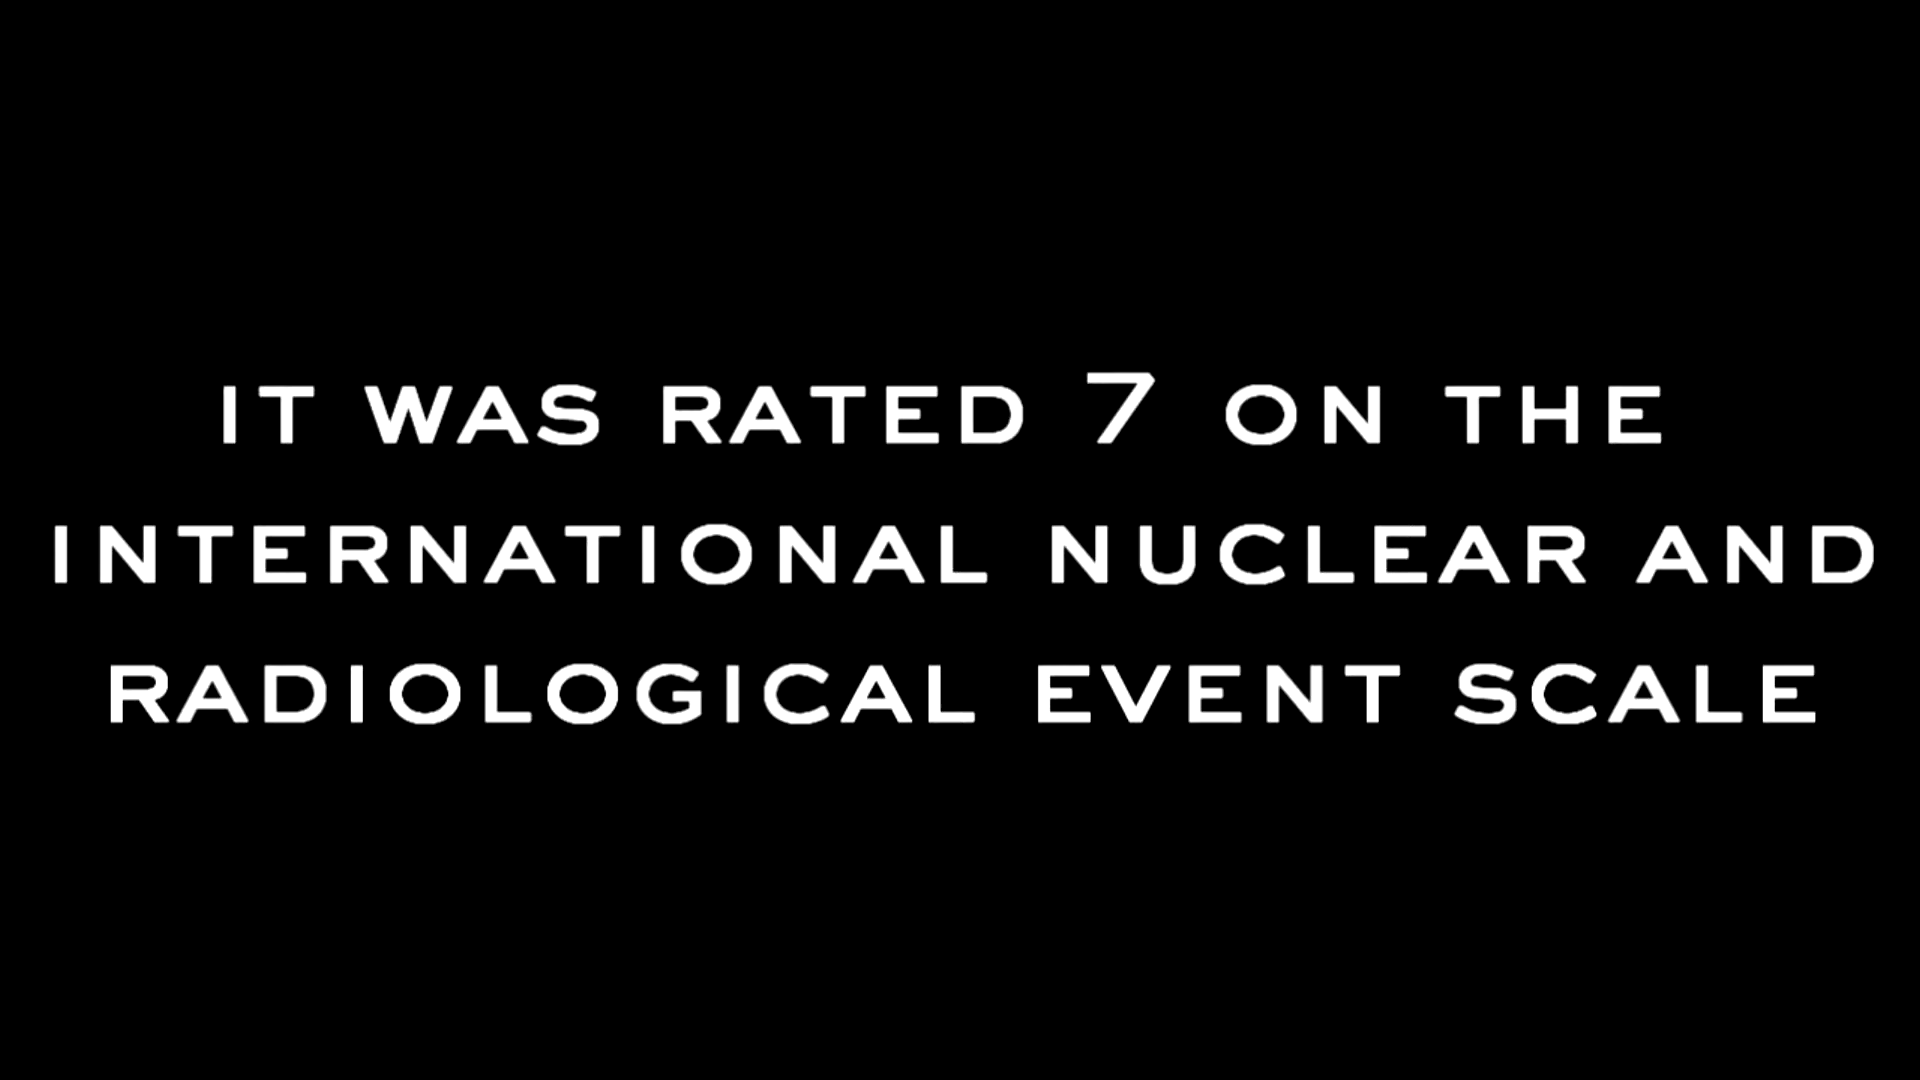 IT WAS RATED 7 ON THE
INTERNATIONAL NUCLEAR AND
RADIOLOGICAL EVENT SCALE